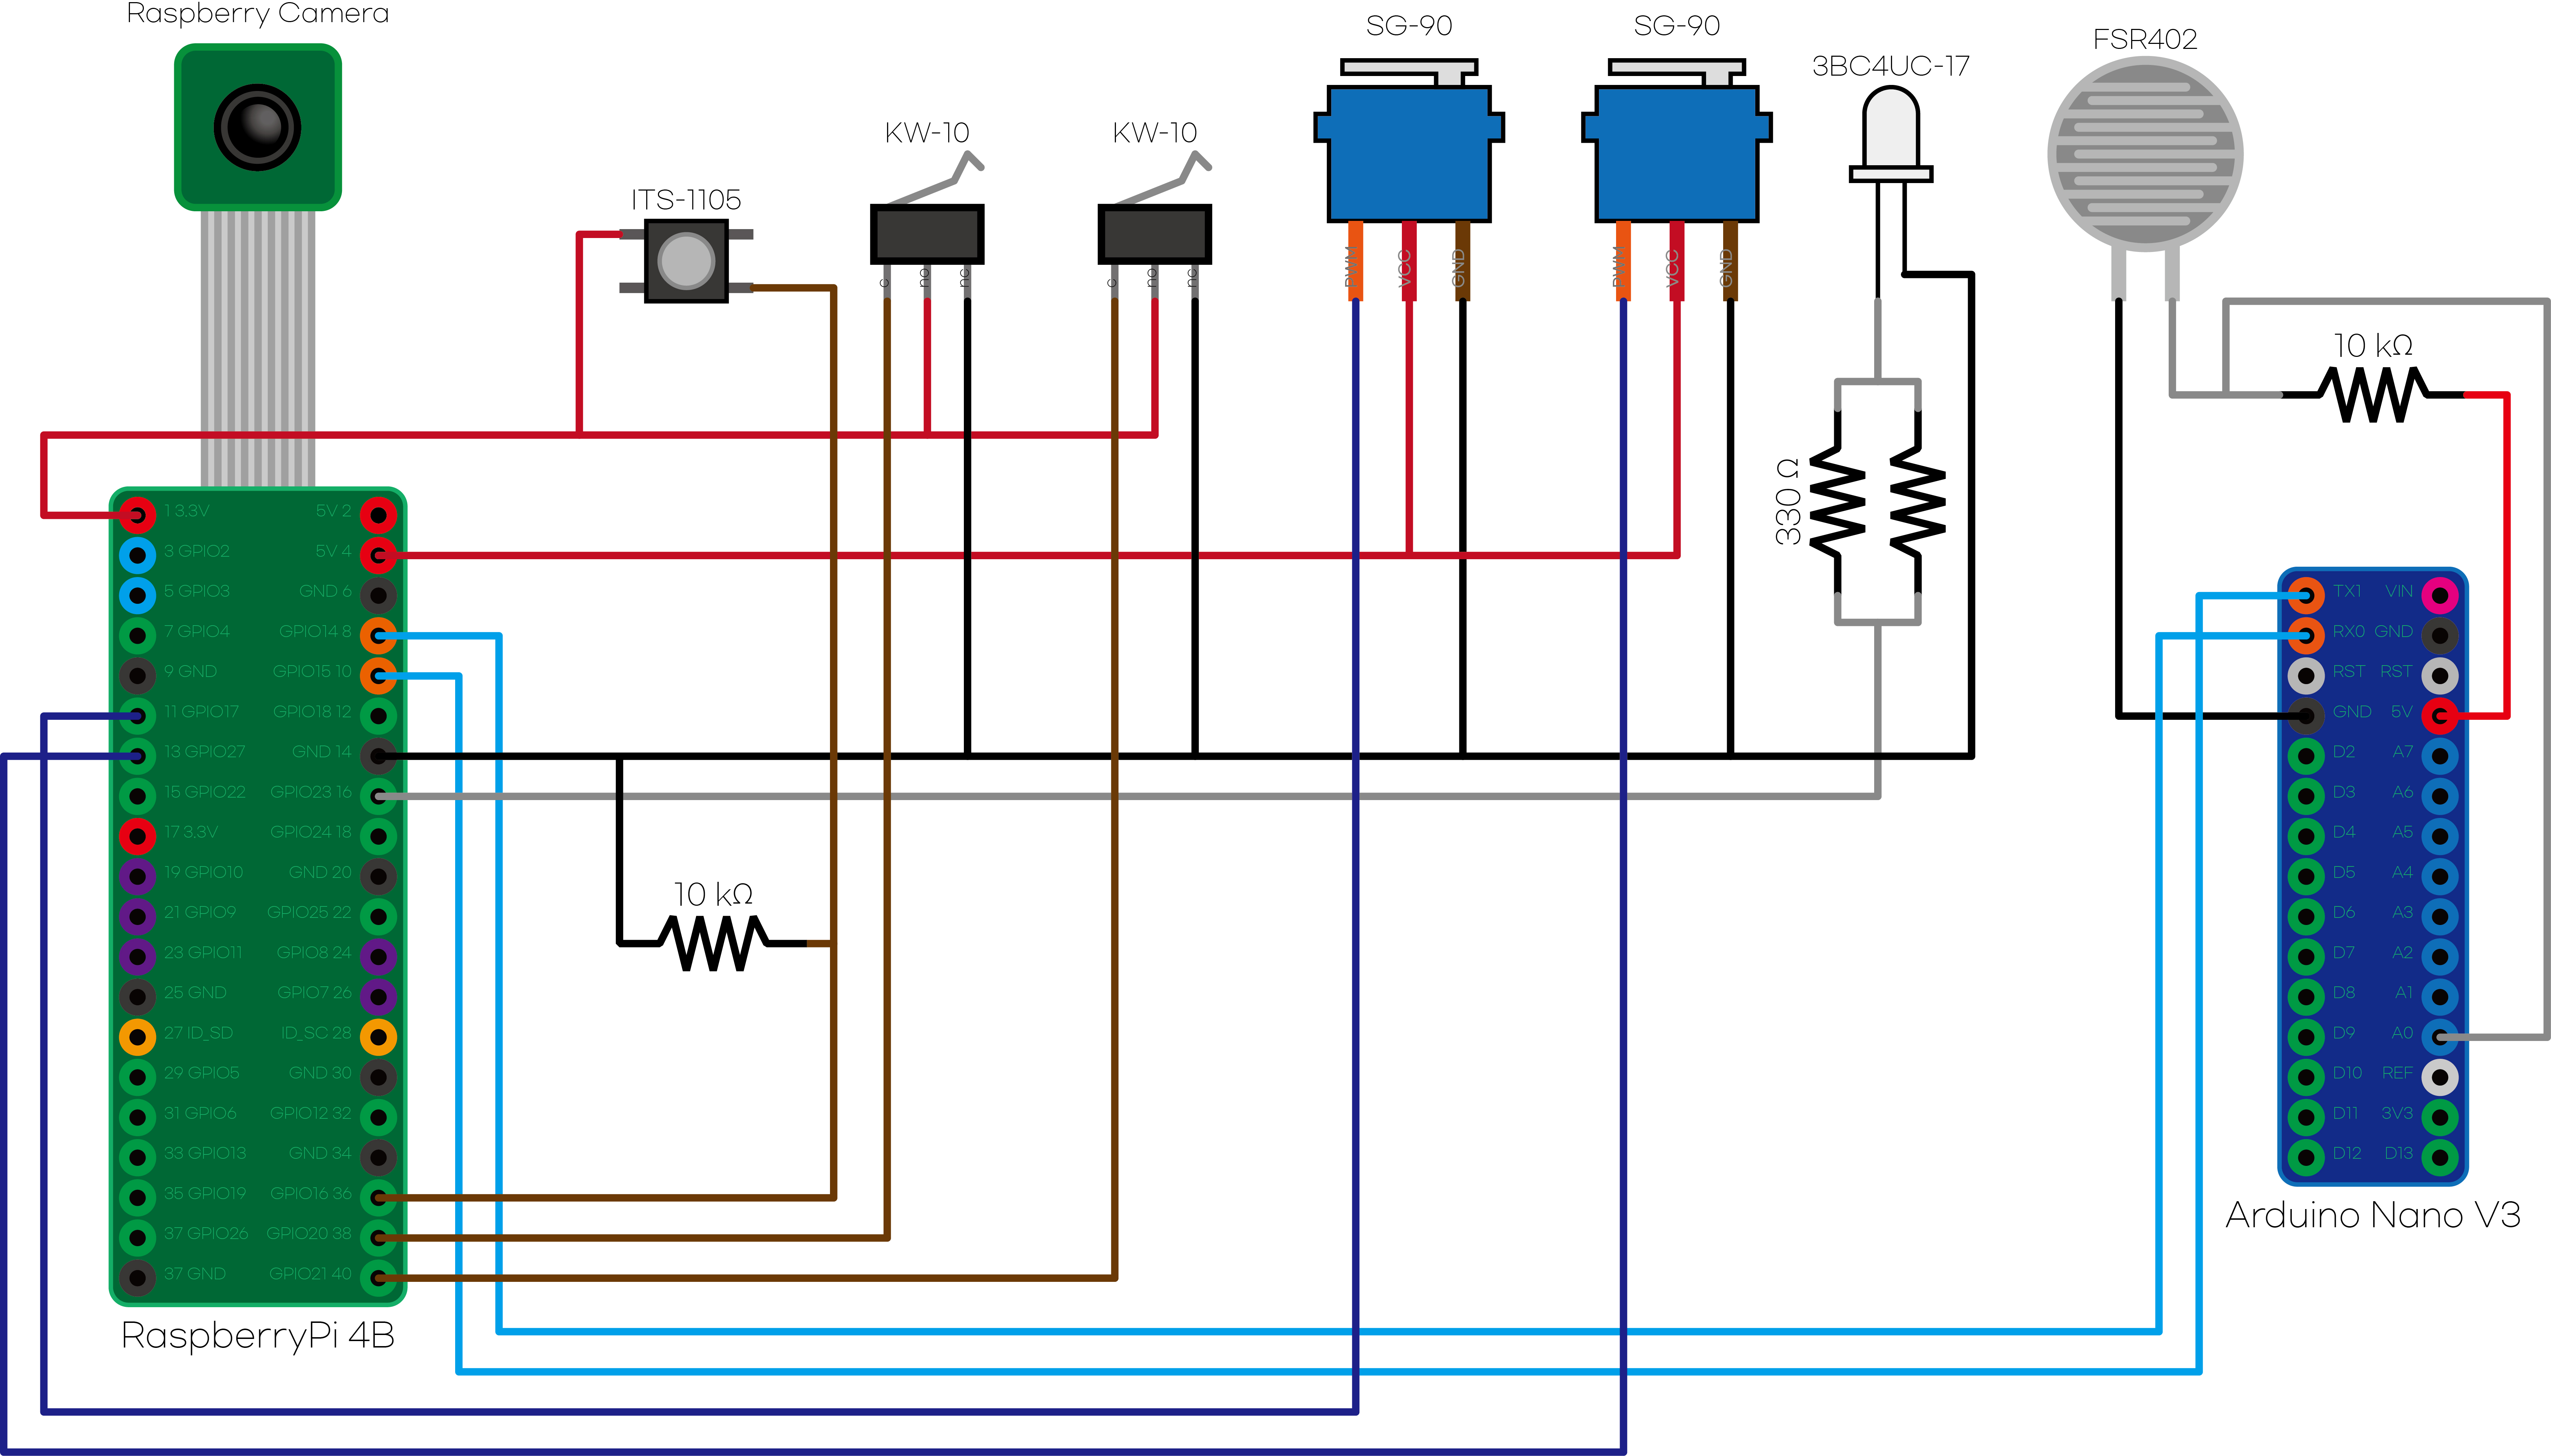 Raspberry Camera
ITS-1105
KW-10
c
no
nc
KW-10
c
no
nc
SG-90
PWM
VCC
GND
SG-90
PWM
VCC
GND
3BC4UC-17
FSR402
10 kΩ
330 Ω
10 kΩ
1 3.3V 5V 2
3 GPIO2 5V 4
5 GPIO3 GND 6
7 GPIO4 GPIO14 8
9 GND GPIO15 10
11 GPIO17 GPIO18 12
13 GPIO27 GND 14
15 GPIO22 GPIO23 16
17 3.3V GPIO24 18
19 GPIO10 GND 20
21 GPIO9 GPIO25 22
23 GPIO11 GPIO8 24
25 GND GPIO7 26
27 ID_SD ID_SC 28
29 GPIO5 GND 30
31 GPIO6 GPIO12 32
33 GPIO13 GND 34
35 GPIO19 GPIO16 36
37 GPIO26 GPIO20 38
37 GND GPIO21 40
RaspberryPi 4B
TX1 VIN
RX0 GND
RST RST
GND 5V
D2 A7
D3 A6
D4 A5
D5 A4
D6 A3
D7 A2
D8 A1
D9 A0
D10 REF
D11 3V3
D12 D13
Arduino Nano V3